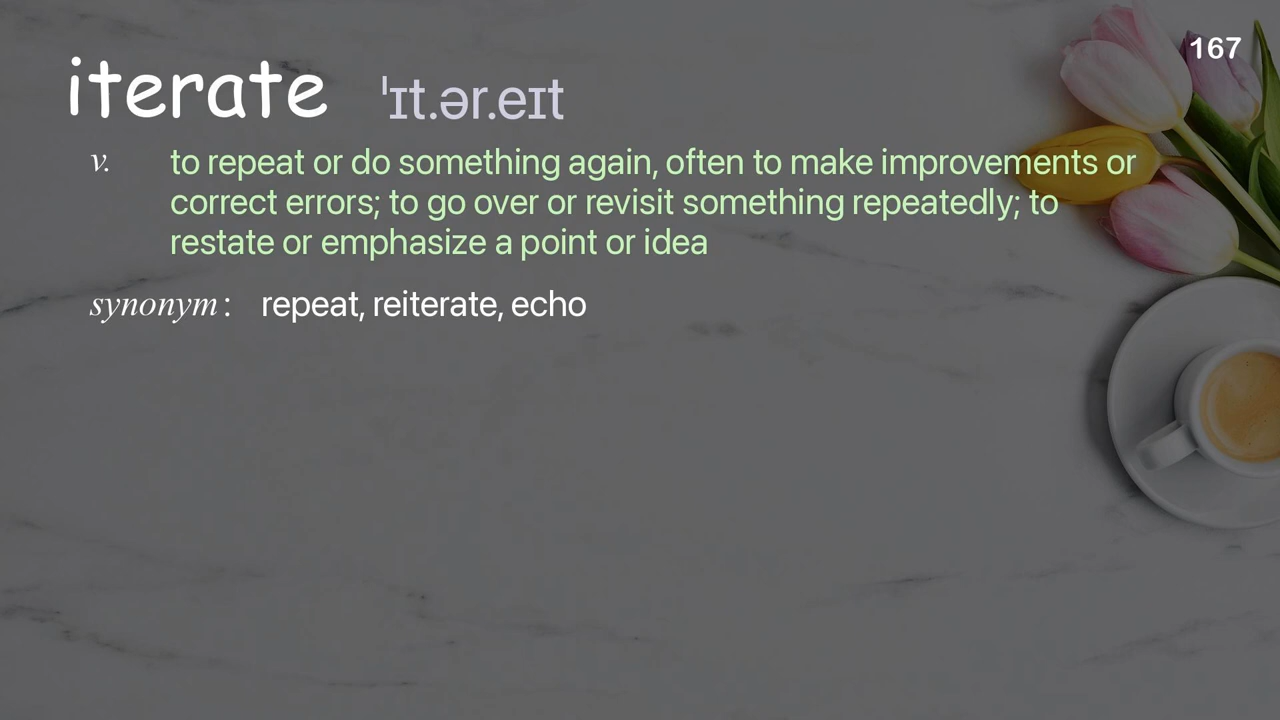 167
iterate ˈɪt.ər.eɪt
v. to repeat or do something again, often to make improvements or
correct errors; to go over or revisit something repeatedly; to
restate or emphasize a point or idea
synonym: repeat, reiterate, echo